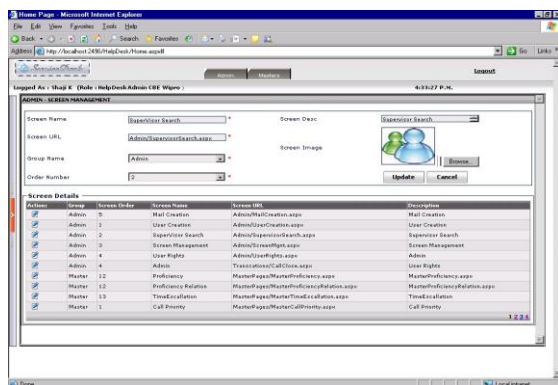 Home Page - Microsoft Internet Explorer
File Edit View Favorites Tools Help
Back Search Favorites
Address http://localhost:2486/HelpDesk/Home.aspx# Go Links
Admin Masters Logout
Logged As : Shaji K (Role : HelpDeskAdmin CBE Wipro ) 4:33:27 P.M.
ADMIN - SCREEN MANAGEMENT
Screen Name SuperVisor Search * Screen Desc Supervisor Search
Screen URL Admin/SupervisorSearch.aspx *
Screen Image
Group Name Admin * Browse...
Order Number 2 * Update Cancel
Screen Details
Action Group Screen Order Screen Name Screen URL Description
Admin 5 Mail Creation Admin/MailCreation.aspx Mail Creation
Admin 1 User Creation Admin/UserCreation.aspx User Creation
Admin 2 SuperVisor Search Admin/SupervisorSearch.aspx SuperVisor Search
Admin 3 Screen Management Admin/ScreenMgnt.aspx Screen Management
Admin 4 User Rights Admin/UserRights.aspx Admin
Admin 4 Admin Transcations/CallClose.aspx User Rights
Master 12 Proficiency MasterPages/MasterProficiency.aspx MasterProficiency.aspx
Master 12 Proficiency Relation MasterPages/MasterProficiencyRelation.aspx MasterProficiencyRelation.aspx
Master 13 TimeEscallation MasterPages/MasterTimeEscallation.aspx TimeEscallation
Master 1 Call Priority MasterPages/MasterCallPriority.aspx Call Priority
1 2 3 4
Done Local intranet